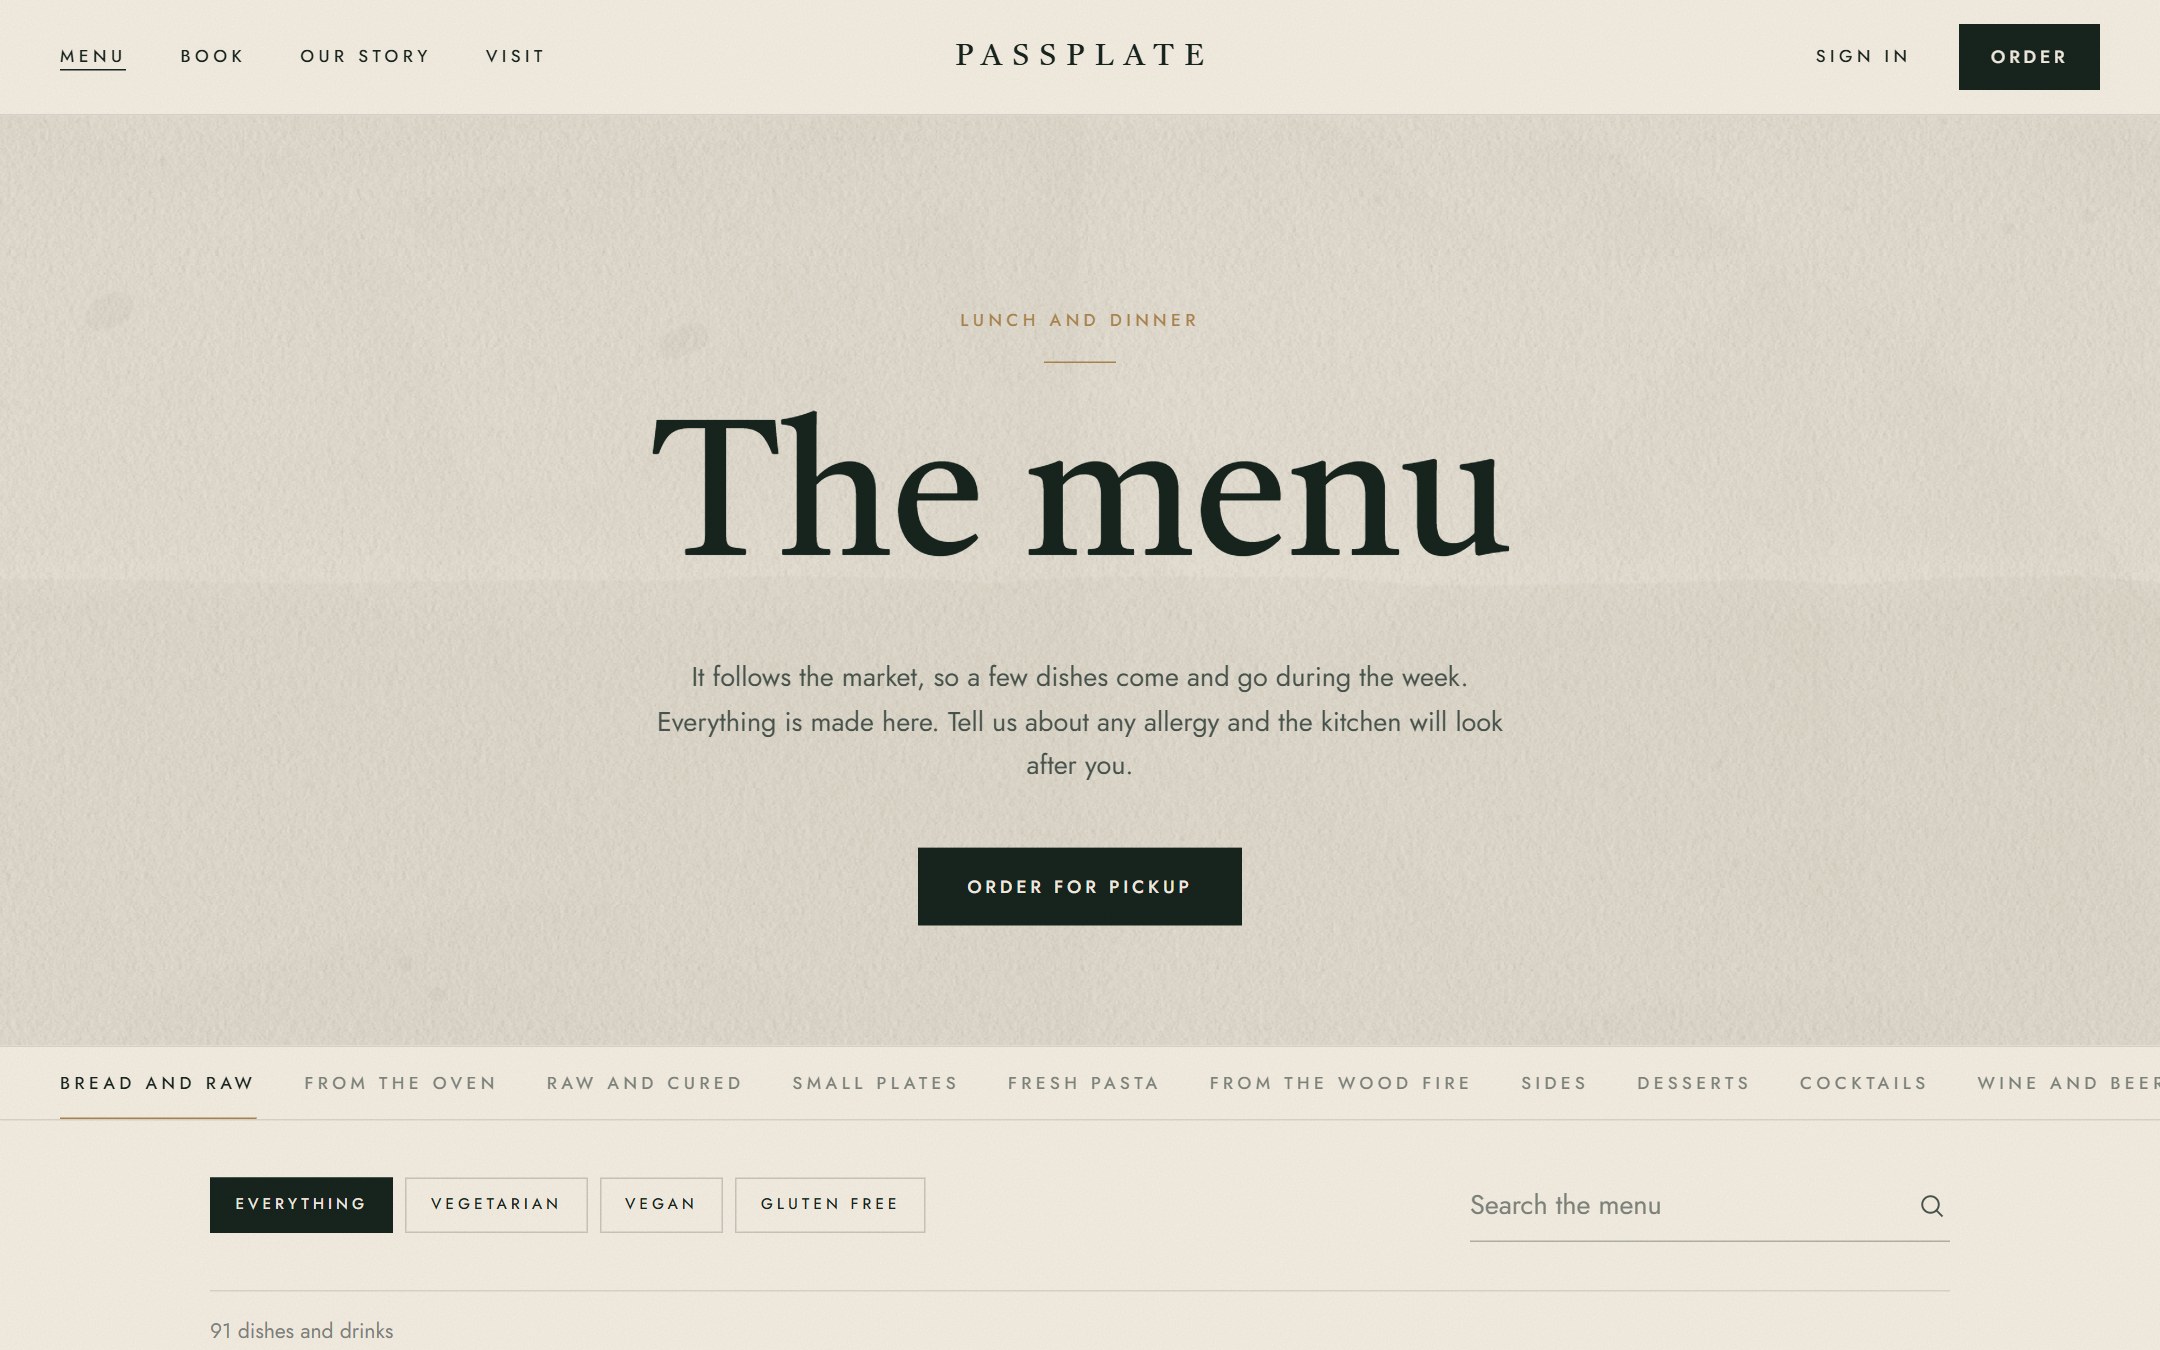 MENU BOOK OUR STORY VISIT PASSPLATE SIGN IN ORDER
LUNCH AND DINNER
The menu
It follows the market, so a few dishes come and go during the week.
Everything is made here. Tell us about any allergy and the kitchen will look
after you.
ORDER FOR PICKUP
BREAD AND RAW FROM THE OVEN RAW AND CURED SMALL PLATES FRESH PASTA FROM THE WOOD FIRE SIDES DESSERTS COCKTAILS WINE AND BEER
EVERYTHING VEGETARIAN VEGAN GLUTEN FREE Search the menu
91 dishes and drinks